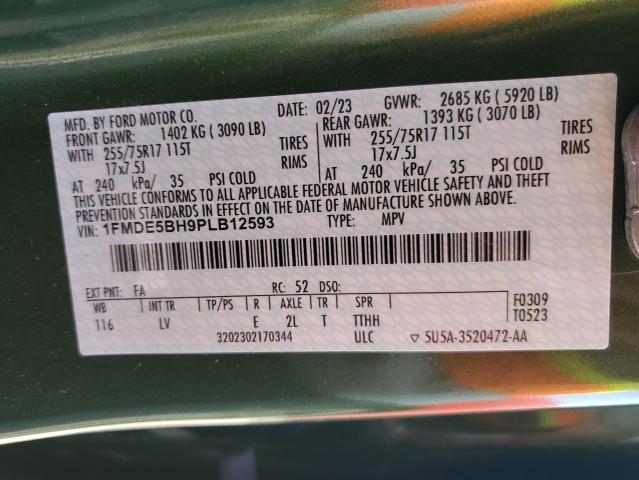 MFD. BY FORD MOTOR CO. DATE: 02/23 GVWR: 2685 KG ( 5920 LB)
FRONT GAWR: 1402 KG ( 3090 LB) REAR GAWR: 1393 KG ( 3070 LB)
WITH 255/75R17 115T TIRES WITH 255/75R17 115T TIRES
17x7.5J RIMS 17x7.5J RIMS
AT 240 kPa/ 35 PSI COLD AT 240 kPa/ 35 PSI COLD
THIS VEHICLE CONFORMS TO ALL APPLICABLE FEDERAL MOTOR VEHICLE SAFETY AND THEFT
PREVENTION STANDARDS IN EFFECT ON THE DATE OF MANUFACTURE SHOWN ABOVE.
VIN: 1FMDE5BH9PLB12593 TYPE: MPV
EXT PNT: FA RC: 52 DSO:
WB INT TR TP/PS R AXLE TR SPR F0309
116 LV E 2L T TTHH T0523
3202302170344 ULC ▽ 5U5A-3520472-AA